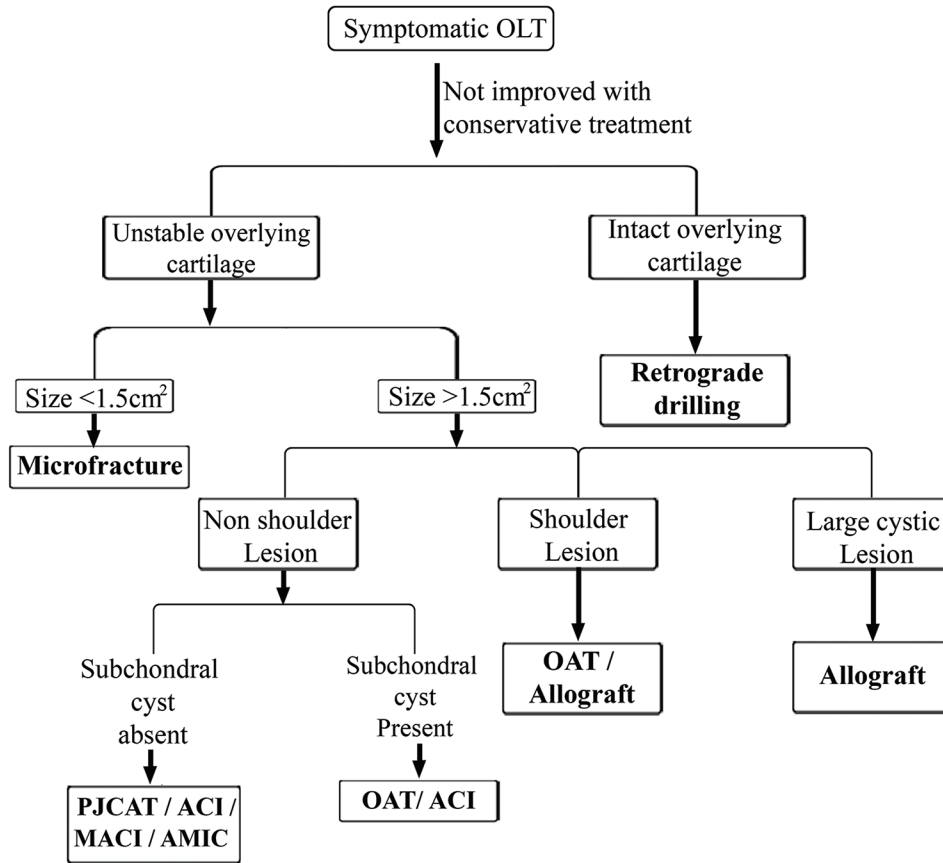 Symptomatic OLT
Not improved with
conservative treatment
Unstable overlying
cartilage
Intact overlying
cartilage
Size <1.5cm²
Size >1.5cm²
Retrograde
drilling
Microfracture
Non shoulder
Lesion
Shoulder
Lesion
Large cystic
Lesion
Subchondral
cyst
absent
Subchondral
cyst
Present
OAT /
Allograft
Allograft
PJCAT / ACI /
MACI / AMIC
OAT/ ACI